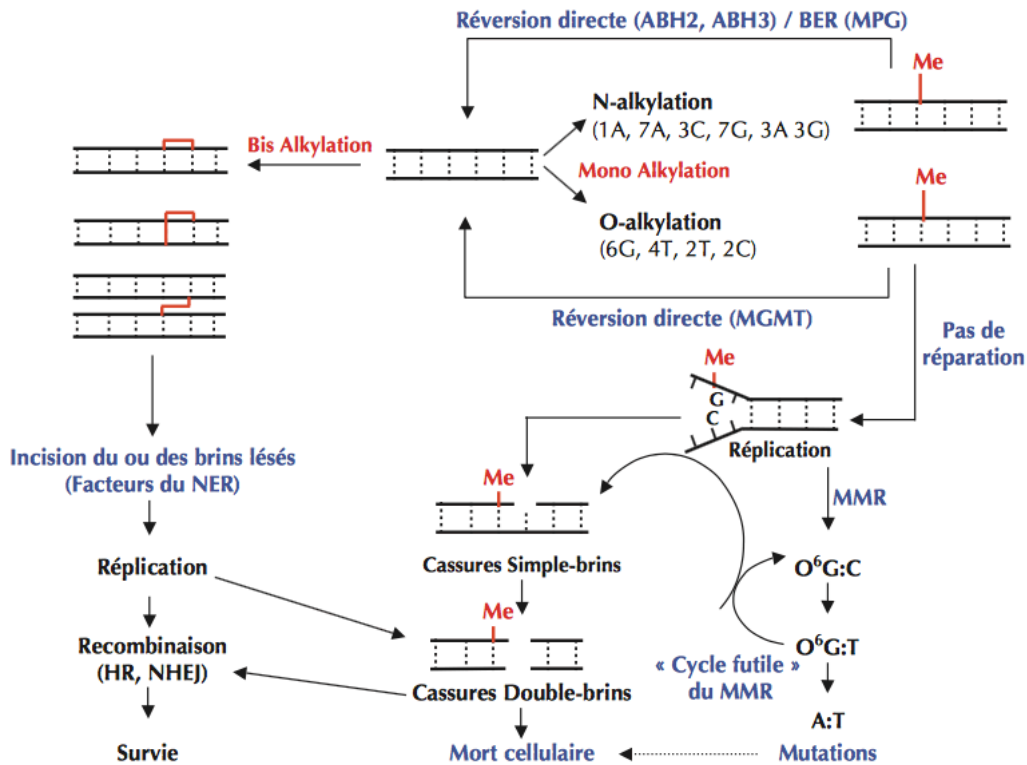 Réversion directe (ABH2, ABH3) / BER (MPG)
Me
N-alkylation
(1A, 7A, 3C, 7G, 3A 3G)
Bis Alkylation
Mono Alkylation
Me
O-alkylation
(6G, 4T, 2T, 2C)
Réversion directe (MGMT)
Pas de
réparation
Me
G
C
Réplication
Incision du ou des brins lésés
(Facteurs du NER)
Me
MMR
Cassures Simple-brins
Réplication
O⁶G:C
Me
Recombinaison
(HR, NHEJ)
O⁶G:T
« Cycle futile »
du MMR
Cassures Double-brins
A:T
Survie
Mort cellulaire
Mutations